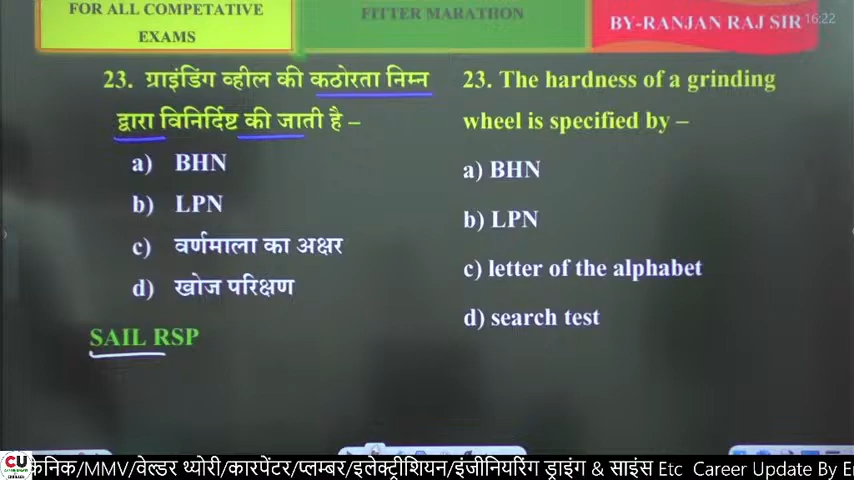 FOR ALL COMPETATIVE
EXAMS
FITTER MARATHON
BY-RANJAN RAJ SIR
16:22
23. ग्राइंडिंग व्हील की कठोरता निम्न
द्वारा विनिर्दिष्ट की जाती है –
a) BHN
b) LPN
c) वर्णमाला का अक्षर
d) खोज परिक्षण
SAIL RSP
23. The hardness of a grinding
wheel is specified by –
a) BHN
b) LPN
c) letter of the alphabet
d) search test
CU
केनिक/MMV/वेल्डर थ्योरी/कारपेंटर/प्लम्बर/इलेक्ट्रीशियन/इंजीनियरिंग ड्राइंग & साइंस Etc Career Update By